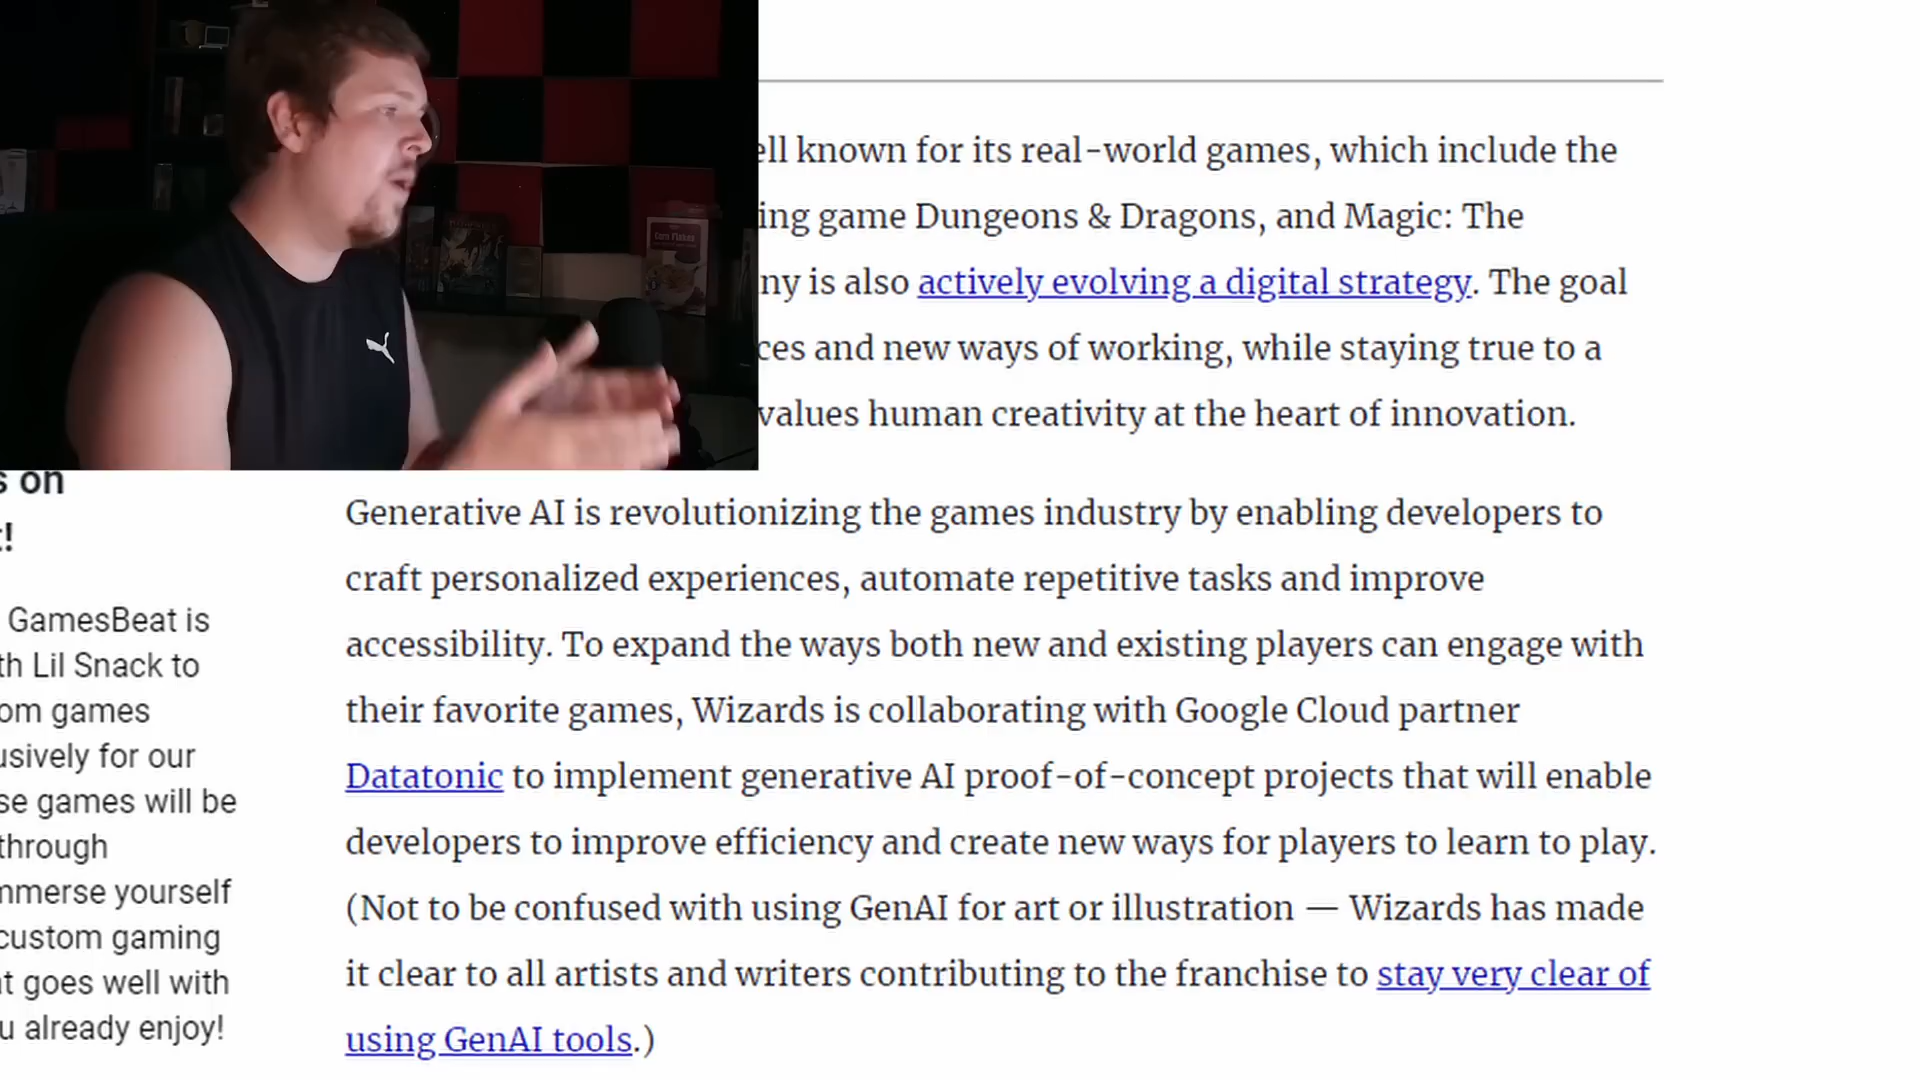 ell known for its real-world games, which include the
ing game Dungeons & Dragons, and Magic: The
ny is also actively evolving a digital strategy. The goal
ces and new ways of working, while staying true to a
values human creativity at the heart of innovation.
s on
t!
GamesBeat is
th Lil Snack to
om games
usively for our
se games will be
through
mmerse yourself
custom gaming
at goes well with
u already enjoy!
Generative AI is revolutionizing the games industry by enabling developers to
craft personalized experiences, automate repetitive tasks and improve
accessibility. To expand the ways both new and existing players can engage with
their favorite games, Wizards is collaborating with Google Cloud partner
Datatonic to implement generative AI proof-of-concept projects that will enable
developers to improve efficiency and create new ways for players to learn to play.
(Not to be confused with using GenAI for art or illustration — Wizards has made
it clear to all artists and writers contributing to the franchise to stay very clear of
using GenAI tools.)